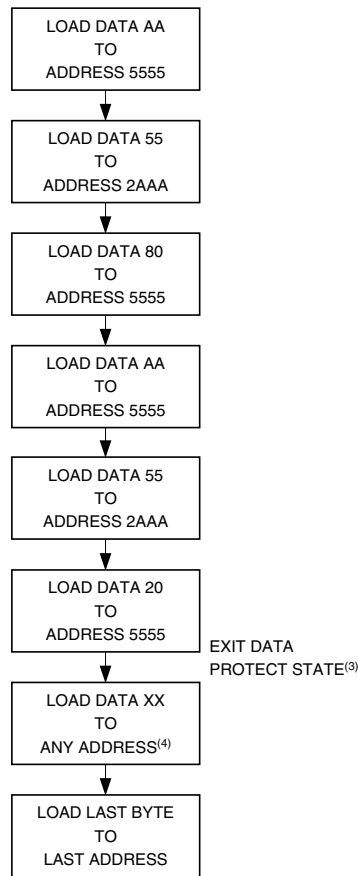 LOAD DATA AA
TO
ADDRESS 5555
LOAD DATA 55
TO
ADDRESS 2AAA
LOAD DATA 80
TO
ADDRESS 5555
LOAD DATA AA
TO
ADDRESS 5555
LOAD DATA 55
TO
ADDRESS 2AAA
LOAD DATA 20
TO
ADDRESS 5555
EXIT DATA
PROTECT STATE(3)
LOAD DATA XX
TO
ANY ADDRESS(4)
LOAD LAST BYTE
TO
LAST ADDRESS